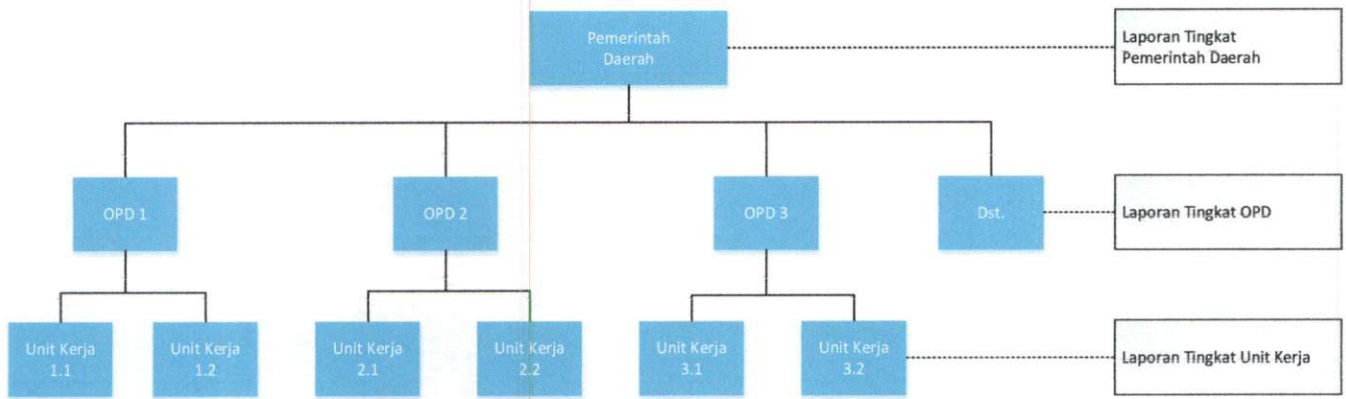 Pemerintah
Daerah
Laporan Tingkat
Pemerintah Daerah
OPD 1
OPD 2
OPD 3
Dst.
Laporan Tingkat OPD
Unit Kerja
1.1
Unit Kerja
1.2
Unit Kerja
2.1
Unit Kerja
2.2
Unit Kerja
3.1
Unit Kerja
3.2
Laporan Tingkat Unit Kerja